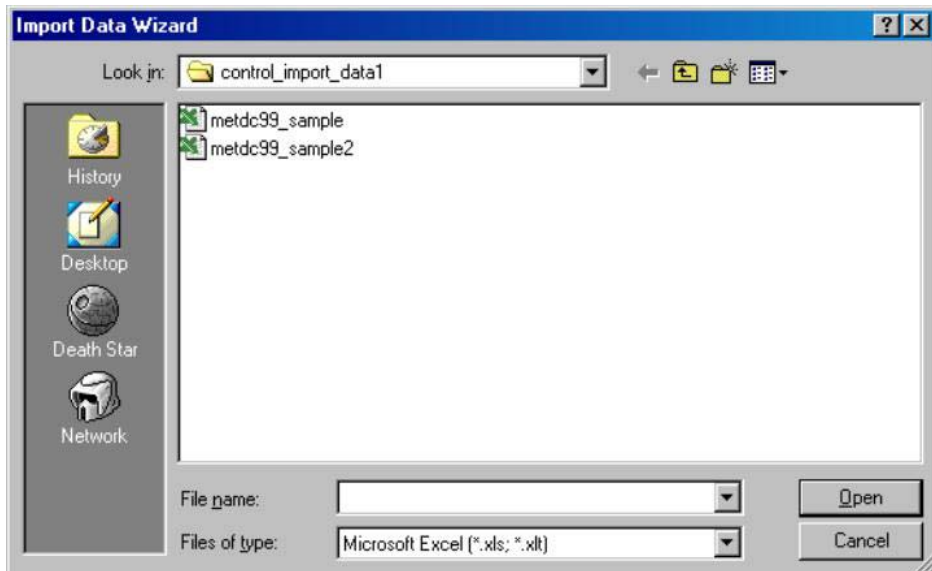 Import Data Wizard
Look in: control_import_data1
metdc99_sample
metdc99_sample2
History
Desktop
Death Star
Network
File name: Open
Files of type: Microsoft Excel (*.xls; *.xlt) Cancel